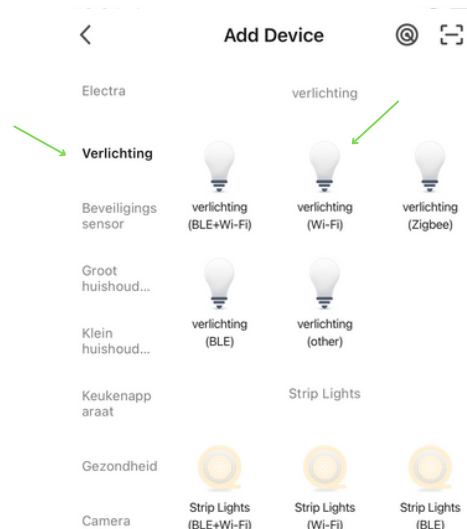 Add Device
Electra
verlichting
Verlichting
verlichting
(BLE+Wi-Fi)
verlichting
(Wi-Fi)
verlichting
(Zigbee)
Beveiligings
sensor
Groot
huishoud...
verlichting
(BLE)
verlichting
(other)
Klein
huishoud...
Keukenapp
araat
Strip Lights
Gezondheid
Camera
Strip Lights
(BLE+Wi-Fi)
Strip Lights
(Wi-Fi)
Strip Lights
(BLE)